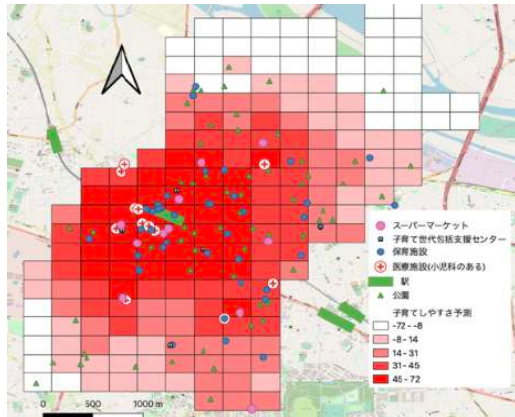 スーパーマーケット
子育て世代包括支援センター
保育施設
医療施設(小児科のある)
駅
公園
子育てしやすさ予測
-72 - -8
-8 - 14
14 - 31
31 - 45
45 - 72
0 500 1000 m